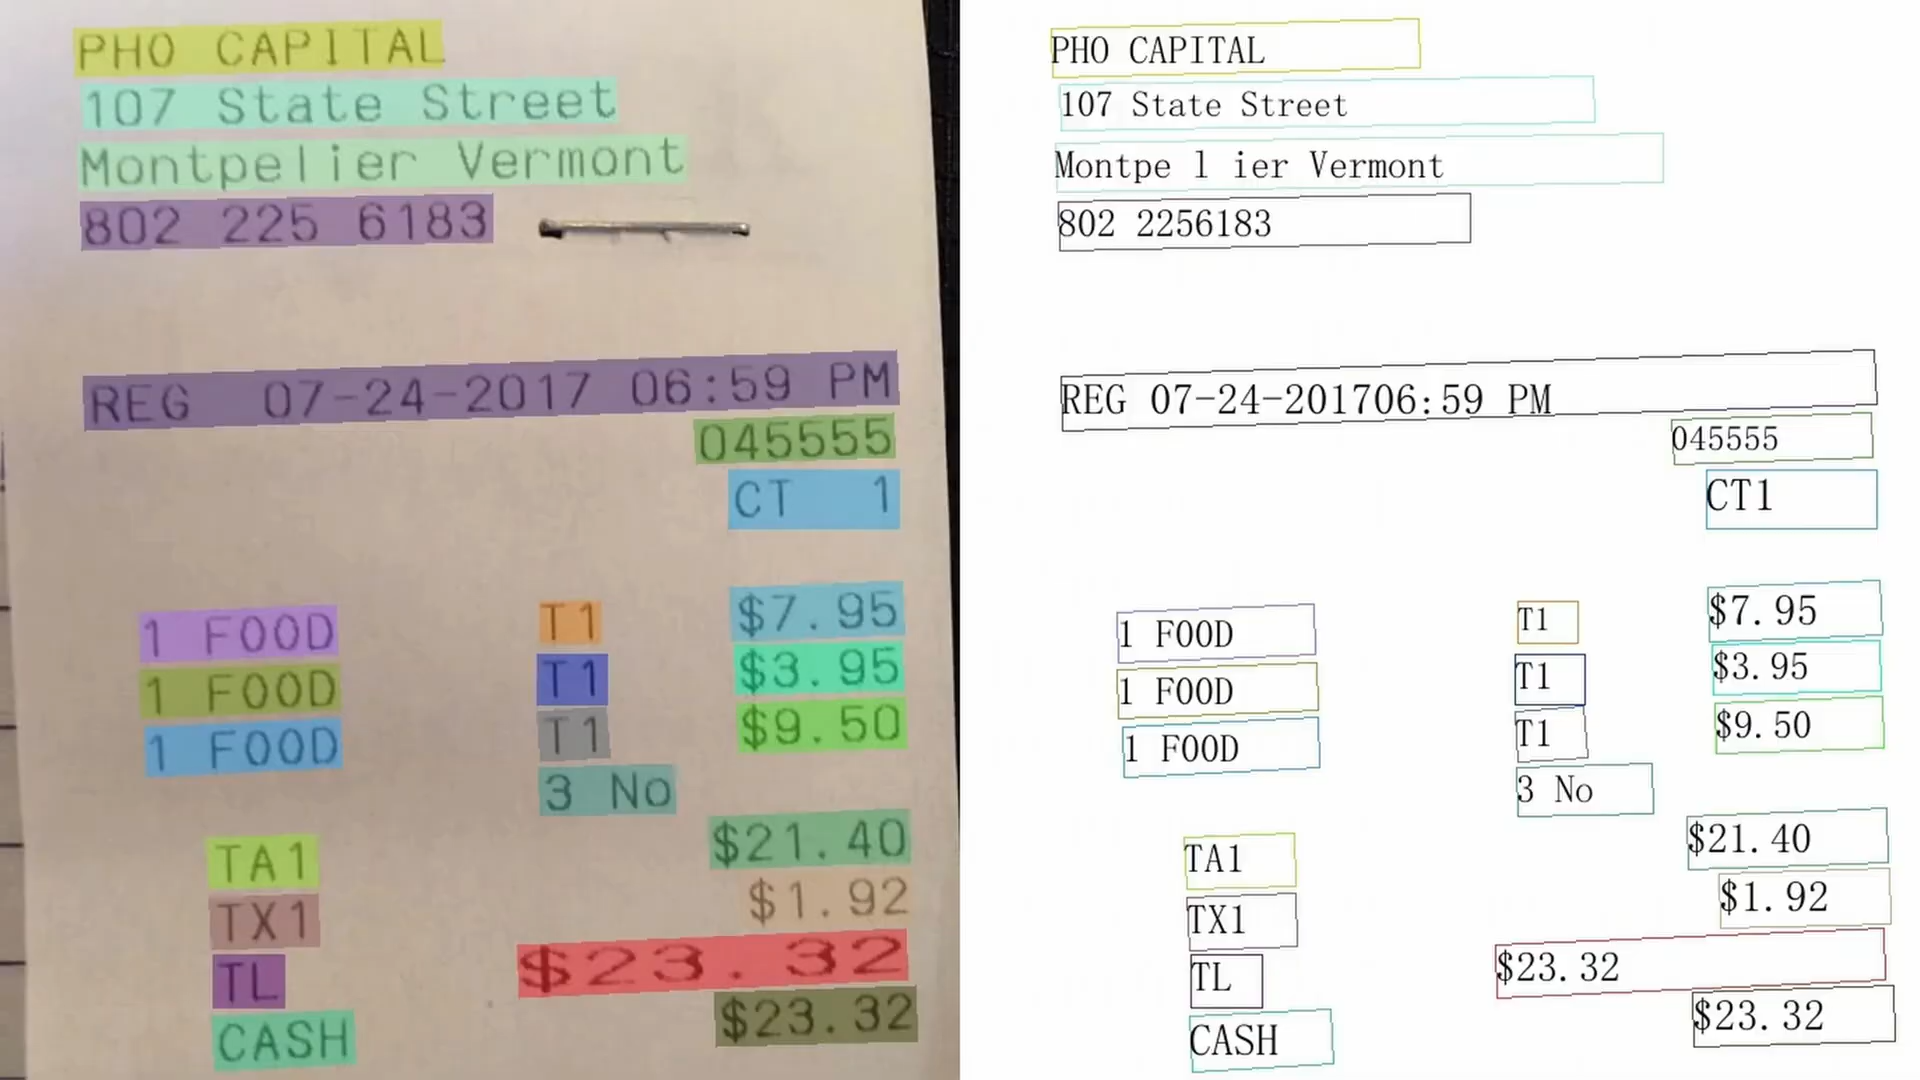 PHO CAPITAL
107 State Street
Montpelier Vermont
802 225 6183
REG 07-24-2017 06:59 PM
045555
CT 1
1 FOOD T1 $7.95
1 FOOD T1 $3.95
1 FOOD T1 $9.50
3 No
TA1 $21.40
TX1 $1.92
TL $23.32
CASH $23.32
PHO CAPITAL
107 State Street
Montpe l ier Vermont
802 2256183
REG 07-24-201706:59 PM
045555
CT1
1 FOOD T1 $7.95
1 FOOD T1 $3.95
1 FOOD T1 $9.50
3 No
TA1 $21.40
TX1 $1.92
TL $23.32
CASH $23.32